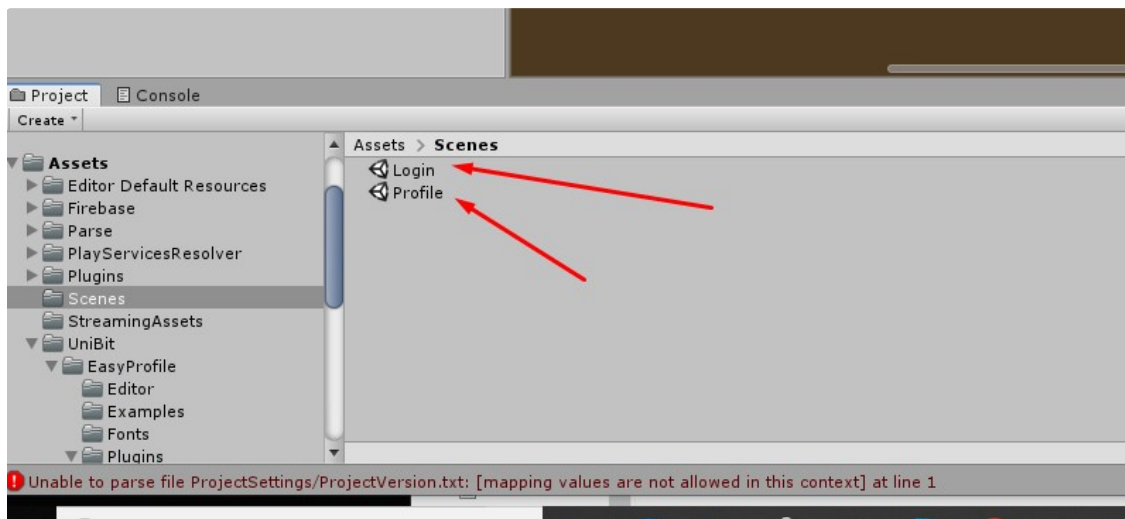 Project
Console
Create
Assets > Scenes
Assets
Login
Editor Default Resources
Profile
Firebase
Parse
PlayServicesResolver
Plugins
Scenes
StreamingAssets
UniBit
EasyProfile
Editor
Examples
Fonts
Plugins
Unable to parse file ProjectSettings/ProjectVersion.txt: [mapping values are not allowed in this context] at line 1